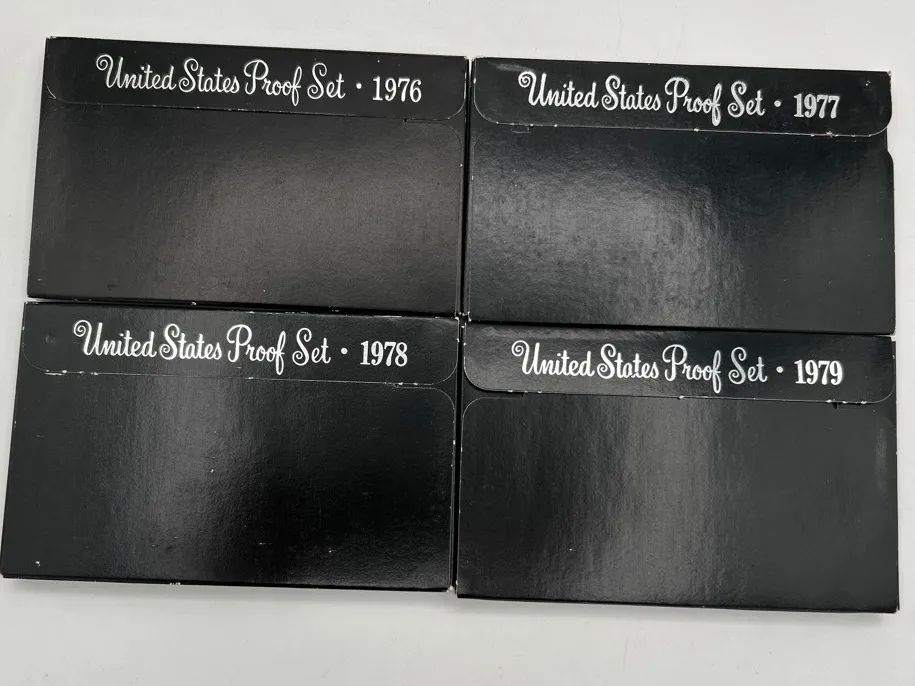 United States Proof Set · 1976
United States Proof Set · 1977
United States Proof Set · 1978
United States Proof Set · 1979